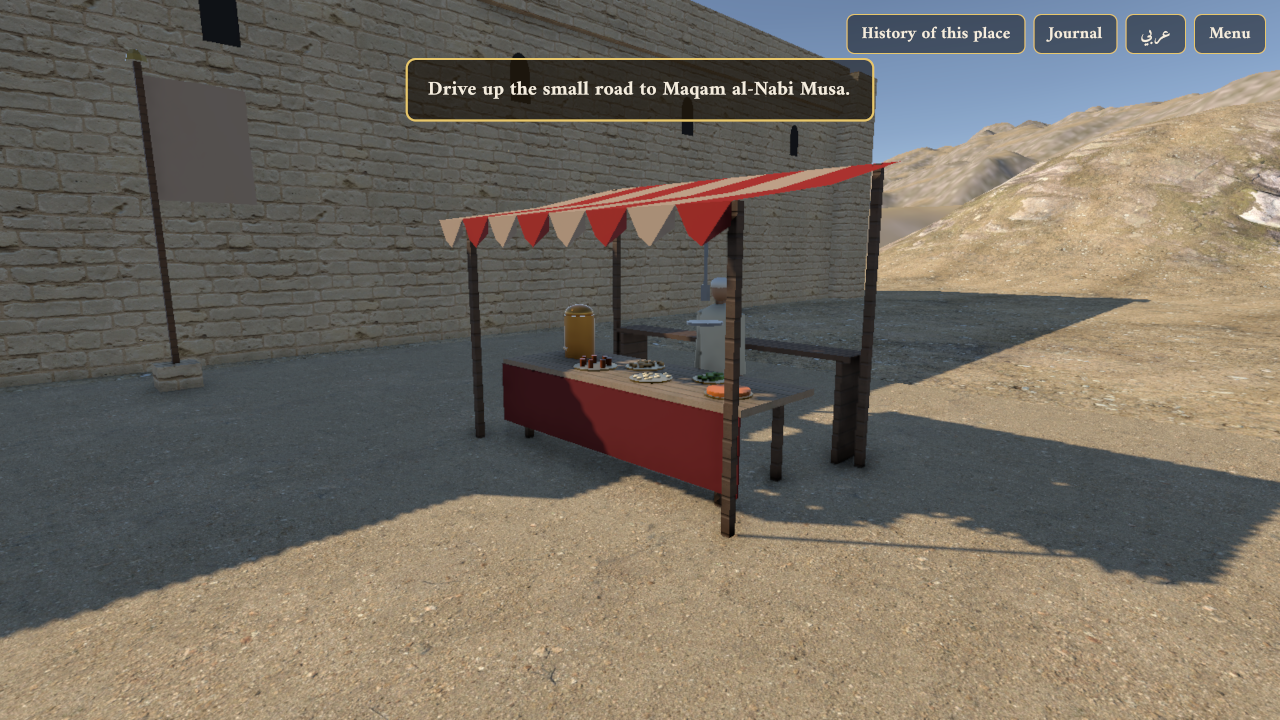 History of this place
Journal
عربي
Menu
Drive up the small road to Maqam al-Nabi Musa.